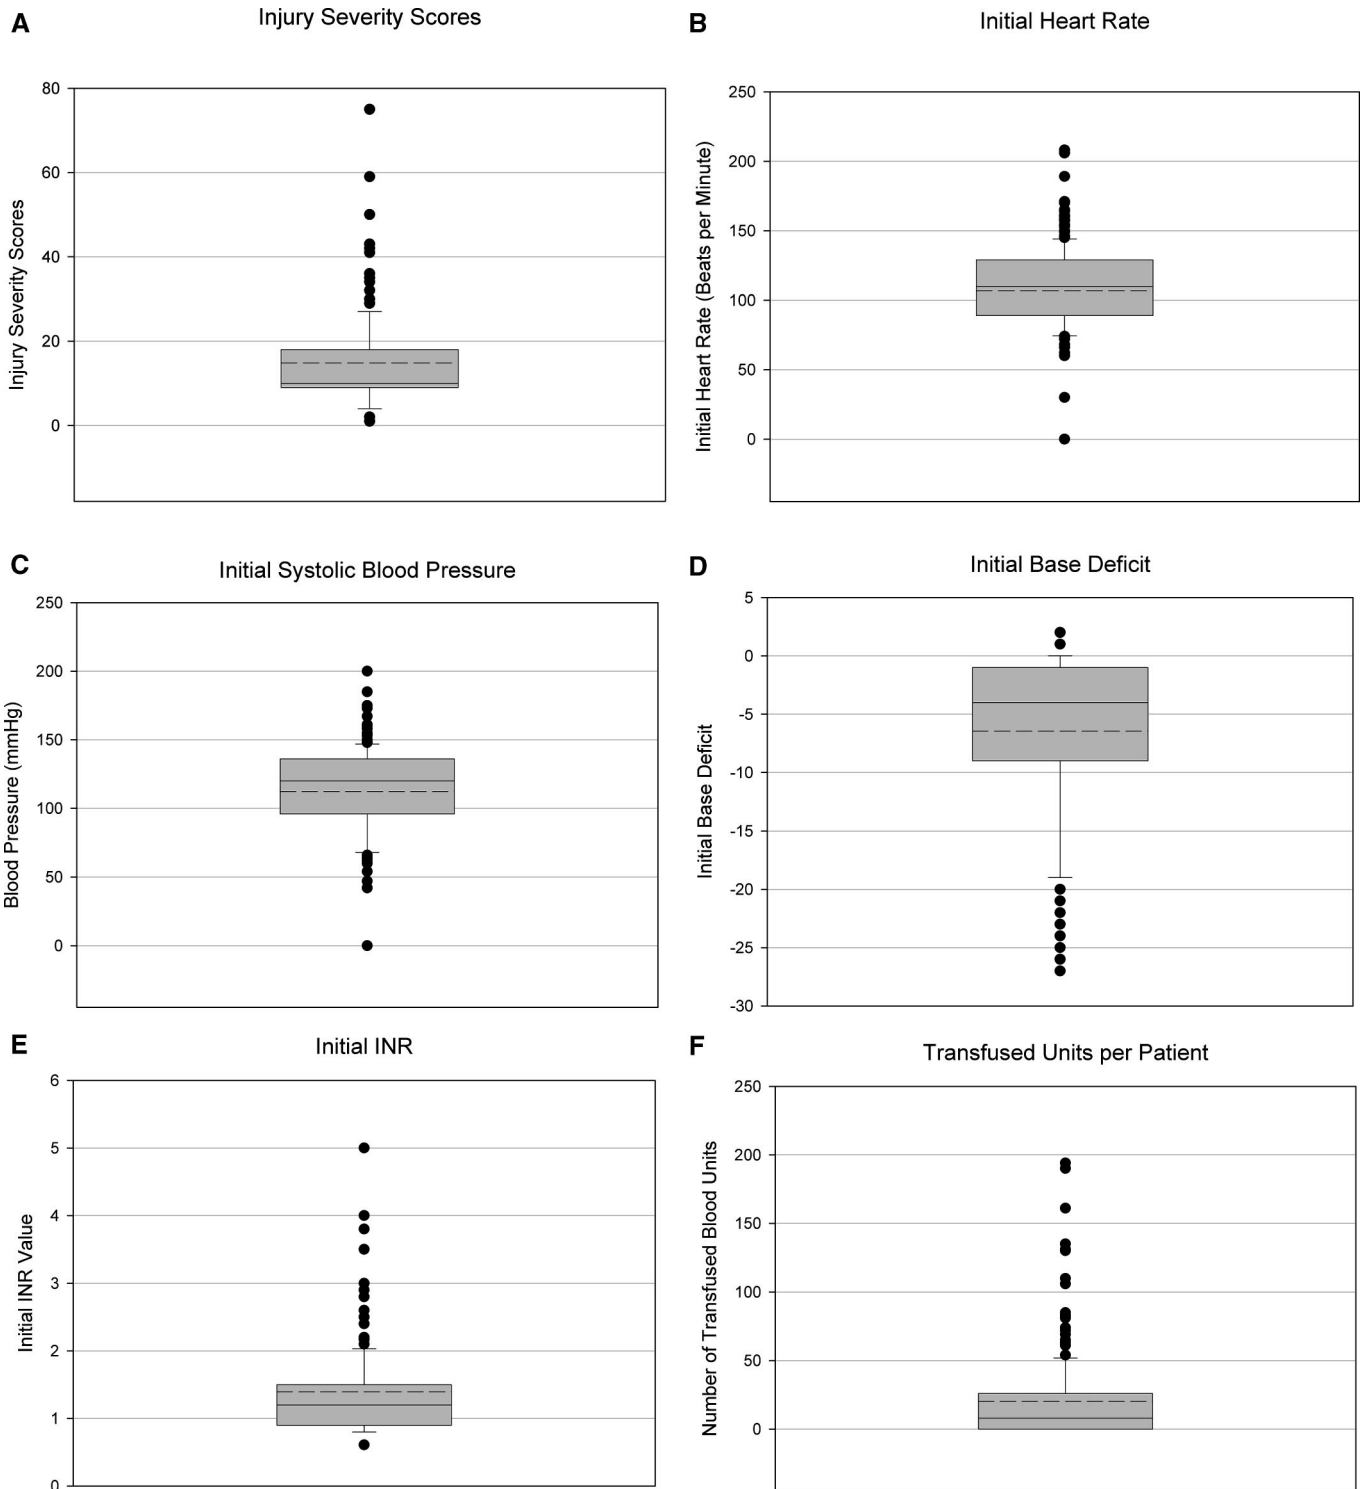 A
Injury Severity Scores
Injury Severity Scores
80
60
40
20
0
B
Initial Heart Rate
Initial Heart Rate (Beats per Minute)
250
200
150
100
50
0
C
Initial Systolic Blood Pressure
Blood Pressure (mmHg)
250
200
150
100
50
0
D
Initial Base Deficit
Initial Base Deficit
5
0
-5
-10
-15
-20
-25
-30
E
Initial INR
Initial INR Value
6
5
4
3
2
1
0
F
Transfused Units per Patient
Number of Transfused Blood Units
250
200
150
100
50
0